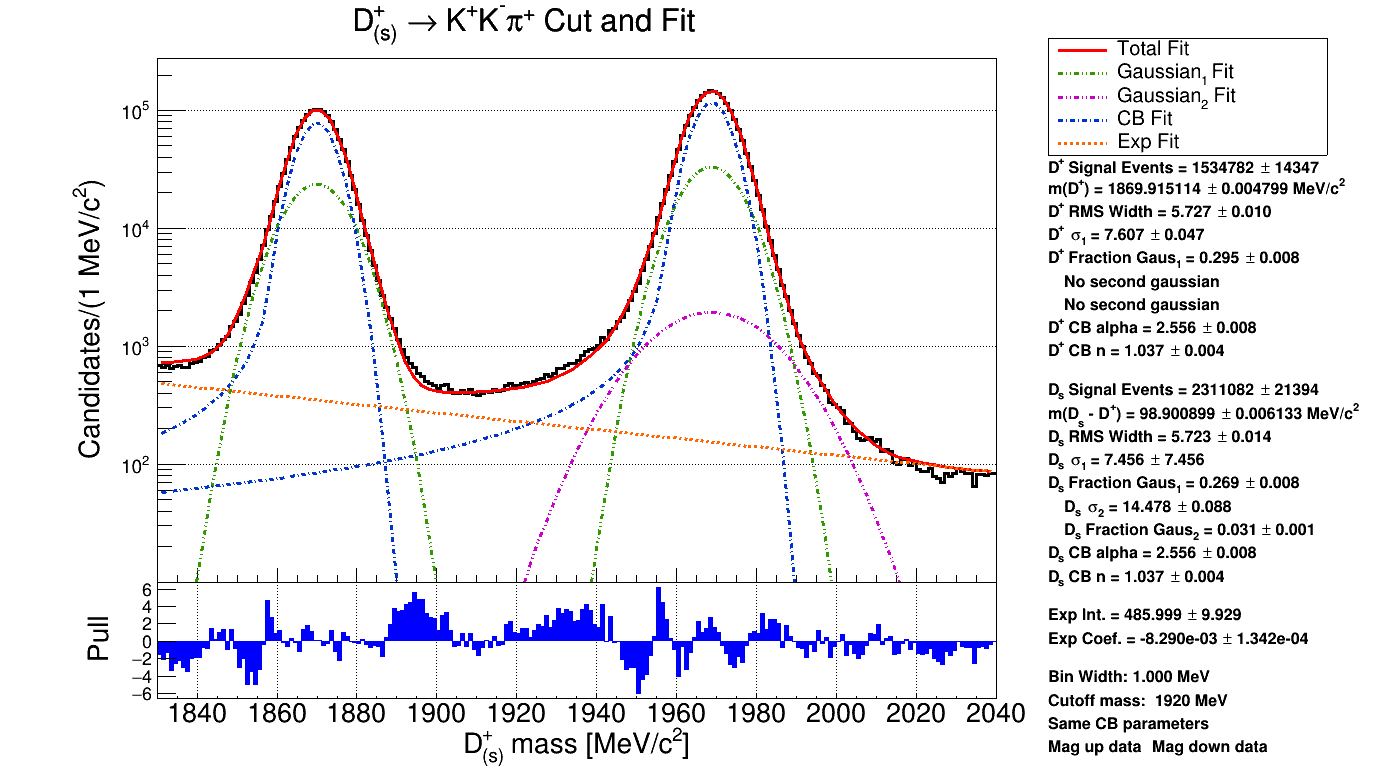 D⁺₍ₛ₎ → K⁺K⁻π⁺ Cut and Fit
Candidates/(1 MeV/c²)
10⁵
10⁴
10³
10²
Pull
6
4
2
0
−2
−4
−6
1840 1860 1880 1900 1920 1940 1960 1980 2000 2020 2040
D⁺₍ₛ₎ mass [MeV/c²]
Total Fit
Gaussian₁ Fit
Gaussian₂ Fit
CB Fit
Exp Fit
D⁺ Signal Events = 1534782 ± 14347
m(D⁺) = 1869.915114 ± 0.004799 MeV/c²
D⁺ RMS Width = 5.727 ± 0.010
D⁺ σ₁ = 7.607 ± 0.047
D⁺ Fraction Gaus₁ = 0.295 ± 0.008
No second gaussian
No second gaussian
D⁺ CB alpha = 2.556 ± 0.008
D⁺ CB n = 1.037 ± 0.004
Dₛ Signal Events = 2311082 ± 21394
m(Dₛ - D⁺) = 98.900899 ± 0.006133 MeV/c²
Dₛ RMS Width = 5.723 ± 0.014
Dₛ σ₁ = 7.456 ± 7.456
Dₛ Fraction Gaus₁ = 0.269 ± 0.008
Dₛ σ₂ = 14.478 ± 0.088
Dₛ Fraction Gaus₂ = 0.031 ± 0.001
Dₛ CB alpha = 2.556 ± 0.008
Dₛ CB n = 1.037 ± 0.004
Exp Int. = 485.999 ± 9.929
Exp Coef. = -8.290e-03 ± 1.342e-04
Bin Width: 1.000 MeV
Cutoff mass: 1920 MeV
Same CB parameters
Mag up data Mag down data